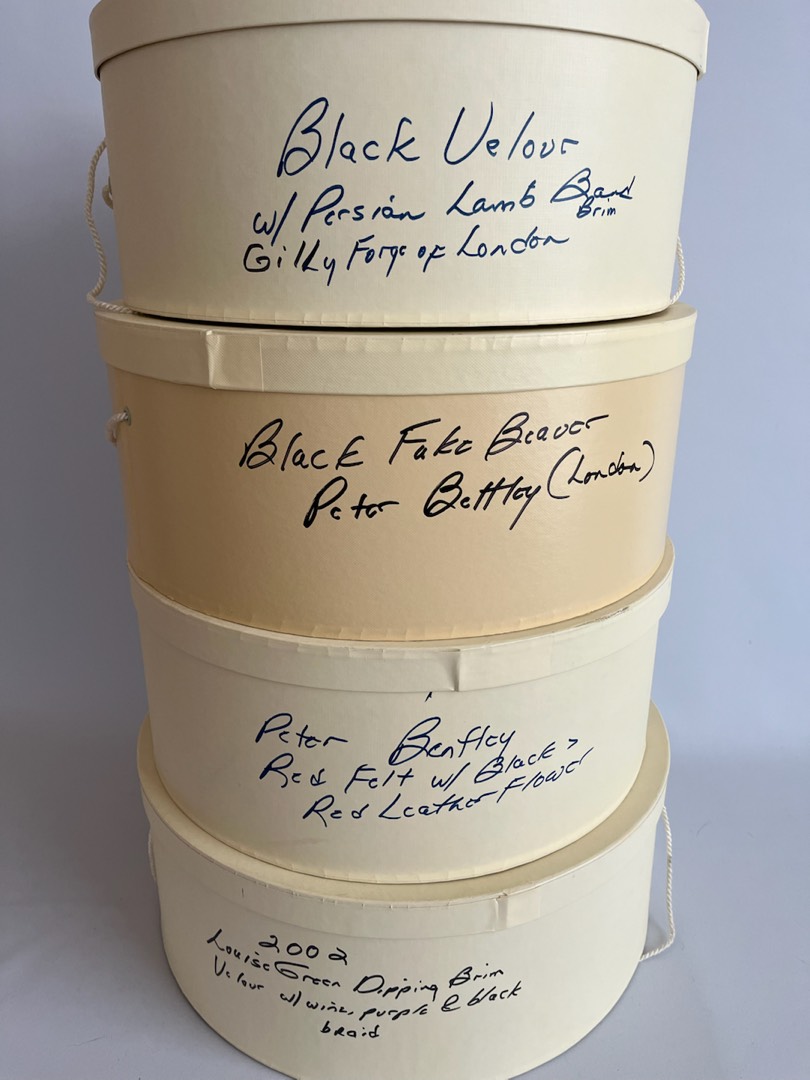 Black Velour
w/ Persian Lamb Band
Brim
Gilly Forge of London
Black Fake Beaver
Peter Bettley (London)
Peter Bentley
Red Felt w/ Black >
Red Leather Flower
2002
Louise Green Dipping Brim
Velour w/ wine, purple & black
braid